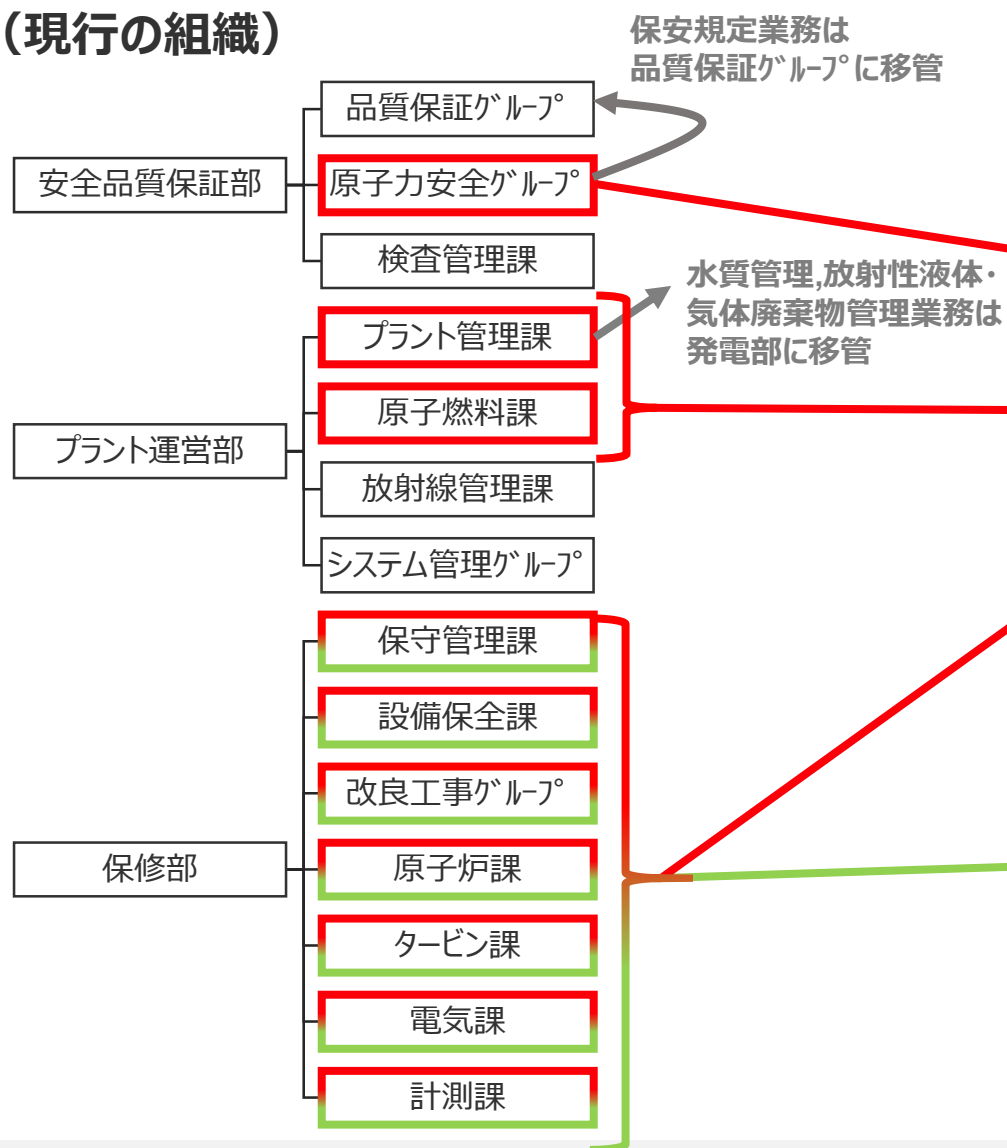 （現行の組織）
保安規定業務は
品質保証ｸﾞﾙｰﾌﾟに移管
安全品質保証部
品質保証ｸﾞﾙｰﾌﾟ
原子力安全ｸﾞﾙｰﾌﾟ
検査管理課
水質管理,放射性液体・
気体廃棄物管理業務は
発電部に移管
プラント運営部
プラント管理課
原子燃料課
放射線管理課
システム管理ｸﾞﾙｰﾌﾟ
保修部
保守管理課
設備保全課
改良工事ｸﾞﾙｰﾌﾟ
原子炉課
タービン課
電気課
計測課